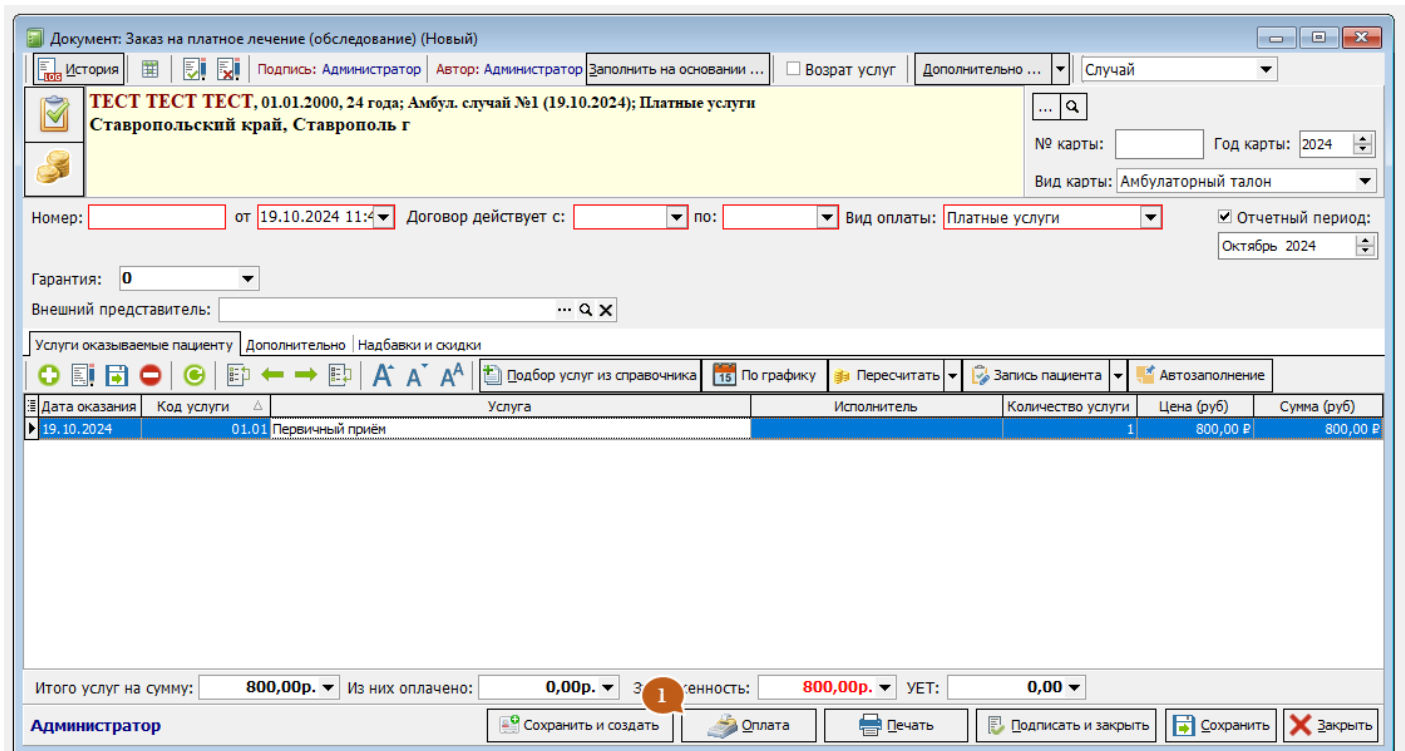 Документ: Заказ на платное лечение (обследование) (Новый)
История Подпись: Администратор Автор: Администратор Заполнить на основании ... Возрат услуг Дополнительно ... Случай
ТЕСТ ТЕСТ ТЕСТ, 01.01.2000, 24 года; Амбул. случай №1 (19.10.2024); Платные услуги
Ставропольский край, Ставрополь г
...
№ карты: Год карты: 2024
Вид карты: Амбулаторный талон
Номер: от 19.10.2024 11:4 Договор действует с: по: Вид оплаты: Платные услуги Отчетный период:
Октябрь 2024
Гарантия: 0
Внешний представитель: ...
Услуги оказываемые пациенту Дополнительно Надбавки и скидки
Подбор услуг из справочника 15 По графику Пересчитать Запись пациента Автозаполнение
Дата оказания Код услуги Услуга Исполнитель Количество услуги Цена (руб) Сумма (руб)
19.10.2024 01.01 Первичный приём 1 800,00 ₽ 800,00 ₽
Итого услуг на сумму: 800,00р. Из них оплачено: 0,00р. 800,00р. УЕТ: 0,00
1
Администратор Сохранить и создать Оплата Печать Подписать и закрыть Сохранить Закрыть